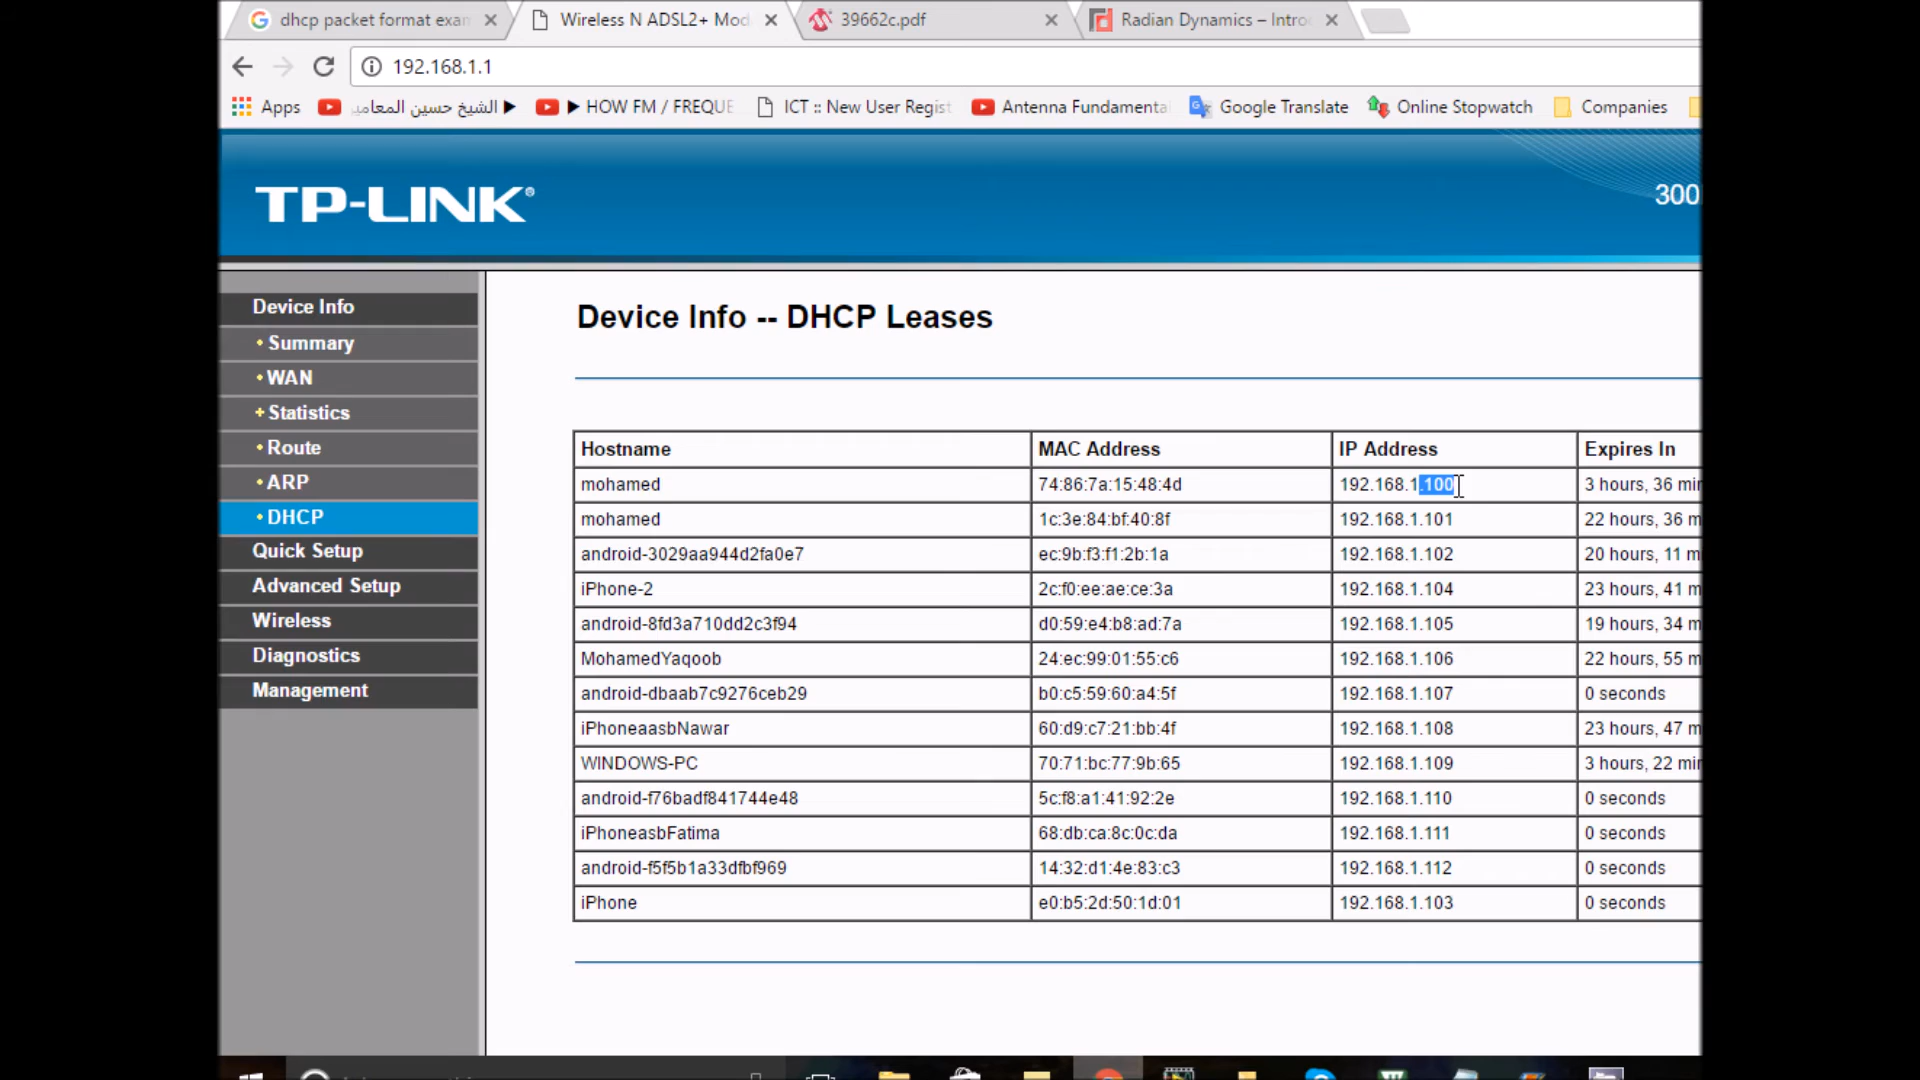 dhcp packet format exam
Wireless N ADSL2+ Mod
39662c.pdf
Radian Dynamics – Intro
192.168.1.1
Apps
الشيخ حسين المعامير
▶ HOW FM / FREQUE
ICT :: New User Regist
Antenna Fundamenta
Google Translate
Online Stopwatch
Companies
TP-LINK®
300
Device Info
Summary
WAN
Statistics
Route
ARP
DHCP
Quick Setup
Advanced Setup
Wireless
Diagnostics
Management
Device Info -- DHCP Leases
Hostname MAC Address IP Address Expires In
mohamed 74:86:7a:15:48:4d 192.168.1.100 3 hours, 36 min
mohamed 1c:3e:84:bf:40:8f 192.168.1.101 22 hours, 36 m
android-3029aa944d2fa0e7 ec:9b:f3:f1:2b:1a 192.168.1.102 20 hours, 11 m
iPhone-2 2c:f0:ee:ae:ce:3a 192.168.1.104 23 hours, 41 m
android-8fd3a710dd2c3f94 d0:59:e4:b8:ad:7a 192.168.1.105 19 hours, 34 m
MohamedYaqoob 24:ec:99:01:55:c6 192.168.1.106 22 hours, 55 m
android-dbaab7c9276ceb29 b0:c5:59:60:a4:5f 192.168.1.107 0 seconds
iPhoneaasbNawar 60:d9:c7:21:bb:4f 192.168.1.108 23 hours, 47 m
WINDOWS-PC 70:71:bc:77:9b:65 192.168.1.109 3 hours, 22 min
android-f76badf841744e48 5c:f8:a1:41:92:2e 192.168.1.110 0 seconds
iPhoneasbFatima 68:db:ca:8c:0c:da 192.168.1.111 0 seconds
android-f5f5b1a33dfbf969 14:32:d1:4e:83:c3 192.168.1.112 0 seconds
iPhone e0:b5:2d:50:1d:01 192.168.1.103 0 seconds